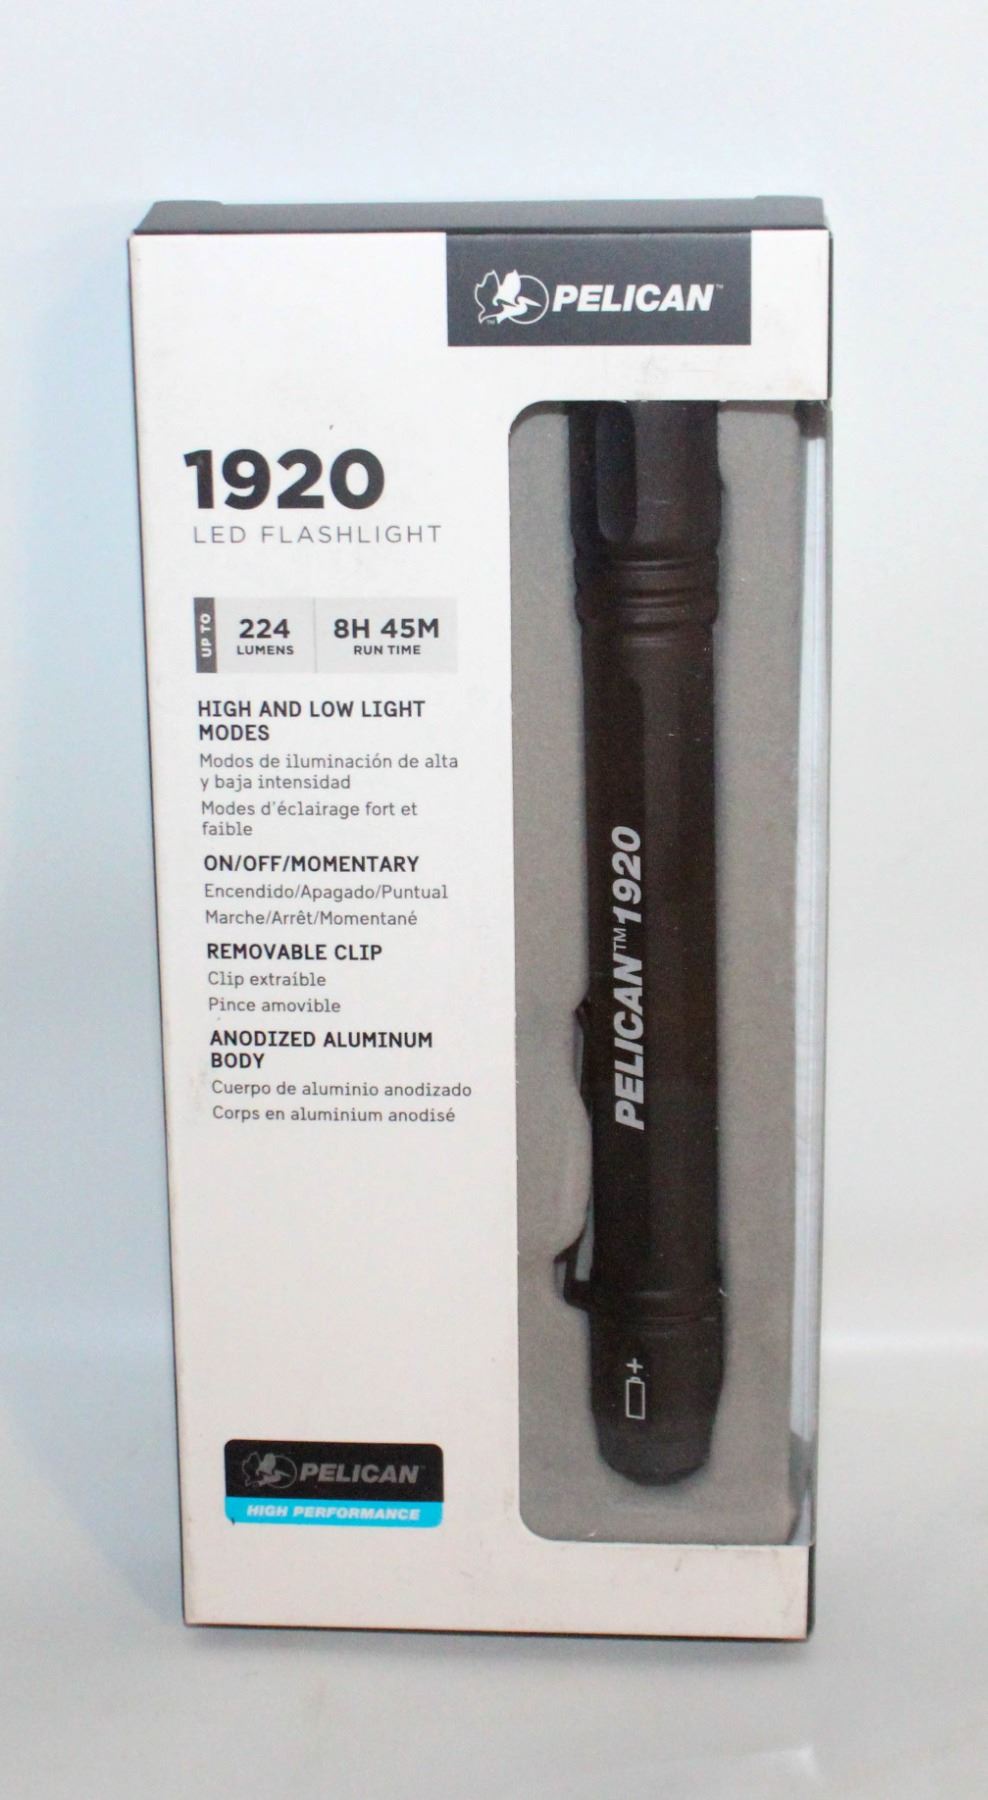 PELICAN™
1920
LED FLASHLIGHT
UP TO
224
LUMENS
8H 45M
RUN TIME
HIGH AND LOW LIGHT
MODES
Modos de iluminación de alta
y baja intensidad
Modes d'éclairage fort et
faible
ON/OFF/MOMENTARY
Encendido/Apagado/Puntual
Marche/Arrêt/Momentané
REMOVABLE CLIP
Clip extraíble
Pince amovible
ANODIZED ALUMINUM
BODY
Cuerpo de aluminio anodizado
Corps en aluminium anodisé
PELICAN™1920
+
PELICAN™
HIGH PERFORMANCE